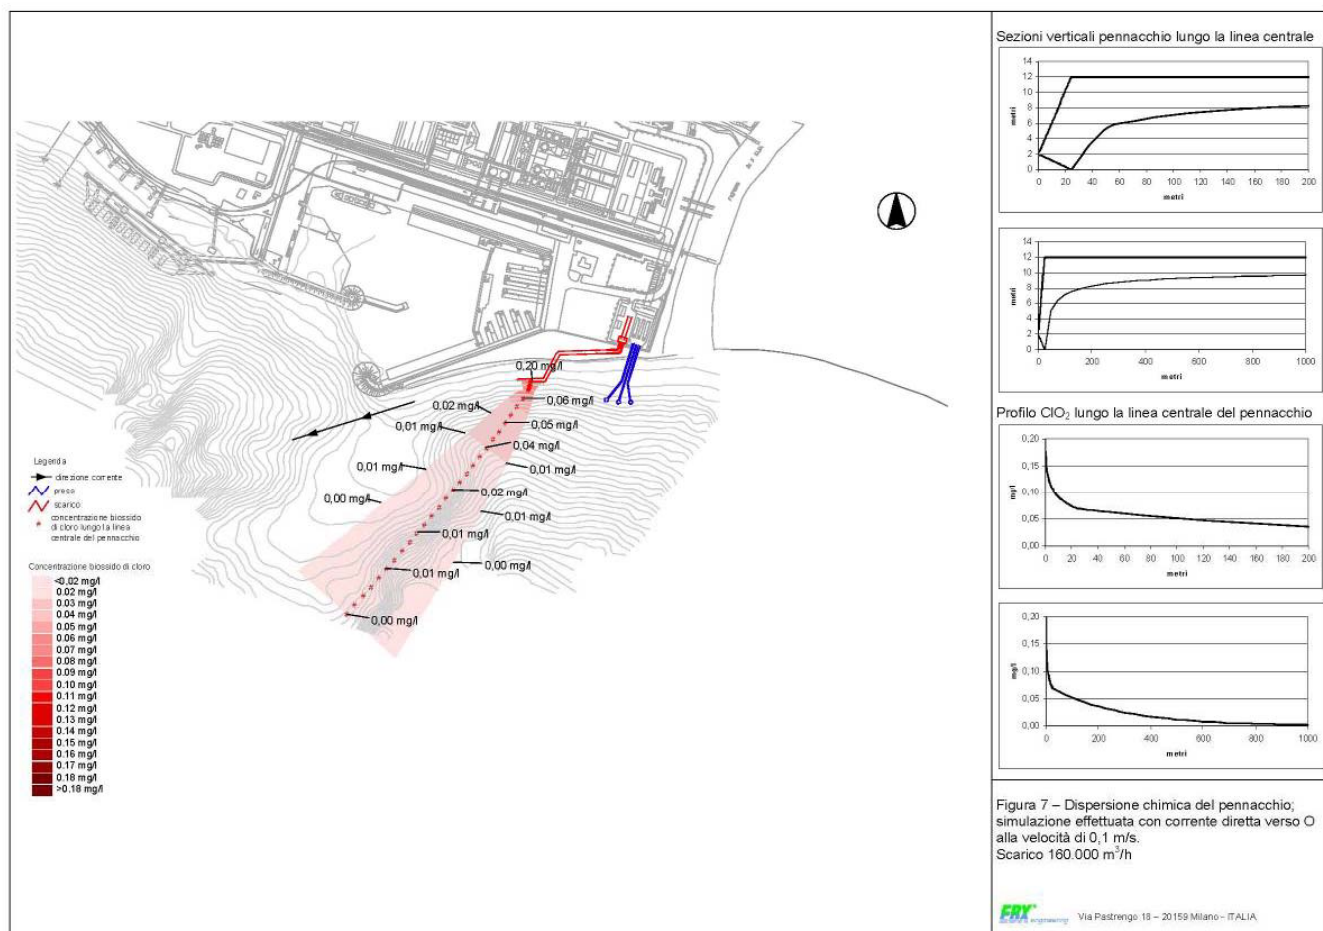 0,20 mg/l
0,06 mg/l
0,02 mg/l
0,05 mg/l
0,01 mg/l
0,04 mg/l
0,01 mg/l
0,01 mg/l
0,02 mg/l
0,00 mg/l
0,01 mg/l
0,01 mg/l
0,00 mg/l
0,01 mg/l
0,00 mg/l
Legenda
direzione corrente
presa
scarico
concentrazione biossido
di cloro lungo la linea
centrale del pennacchio
Concentrazione biossido di cloro
<0,02 mg/l
0.02 mg/l
0.03 mg/l
0.04 mg/l
0.05 mg/l
0.06 mg/l
0.07 mg/l
0.08 mg/l
0.09 mg/l
0.10 mg/l
0.11 mg/l
0.12 mg/l
0.13 mg/l
0.14 mg/l
0.15 mg/l
0.16 mg/l
0.17 mg/l
0.18 mg/l
>0.18 mg/l
Sezioni verticali pennacchio lungo la linea centrale
14
12
10
8
6
4
2
0
metri
0 20 40 60 80 100 120 140 160 180 200
metri
14
12
10
8
6
4
2
0
metri
0 200 400 600 800 1000
metri
Profilo ClO₂ lungo la linea centrale del pennacchio
0,20
0,15
0,10
0,05
0,00
mg/l
0 20 40 60 80 100 120 140 160 180 200
metri
0,20
0,15
0,10
0,05
0,00
mg/l
0 200 400 600 800 1000
metri
Figura 7 – Dispersione chimica del pennacchio;
simulazione effettuata con corrente diretta verso O
alla velocità di 0,1 m/s.
Scarico 160.000 m³/h
engineering
Via Pastrengo 18 – 20159 Milano - ITALIA